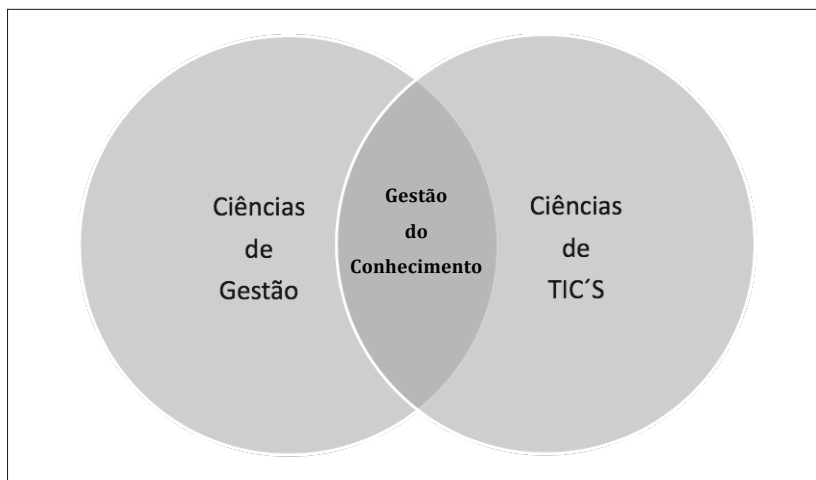 Ciências
de
Gestão
Gestão
do
Conhecimento
Ciências
de
TIC´S